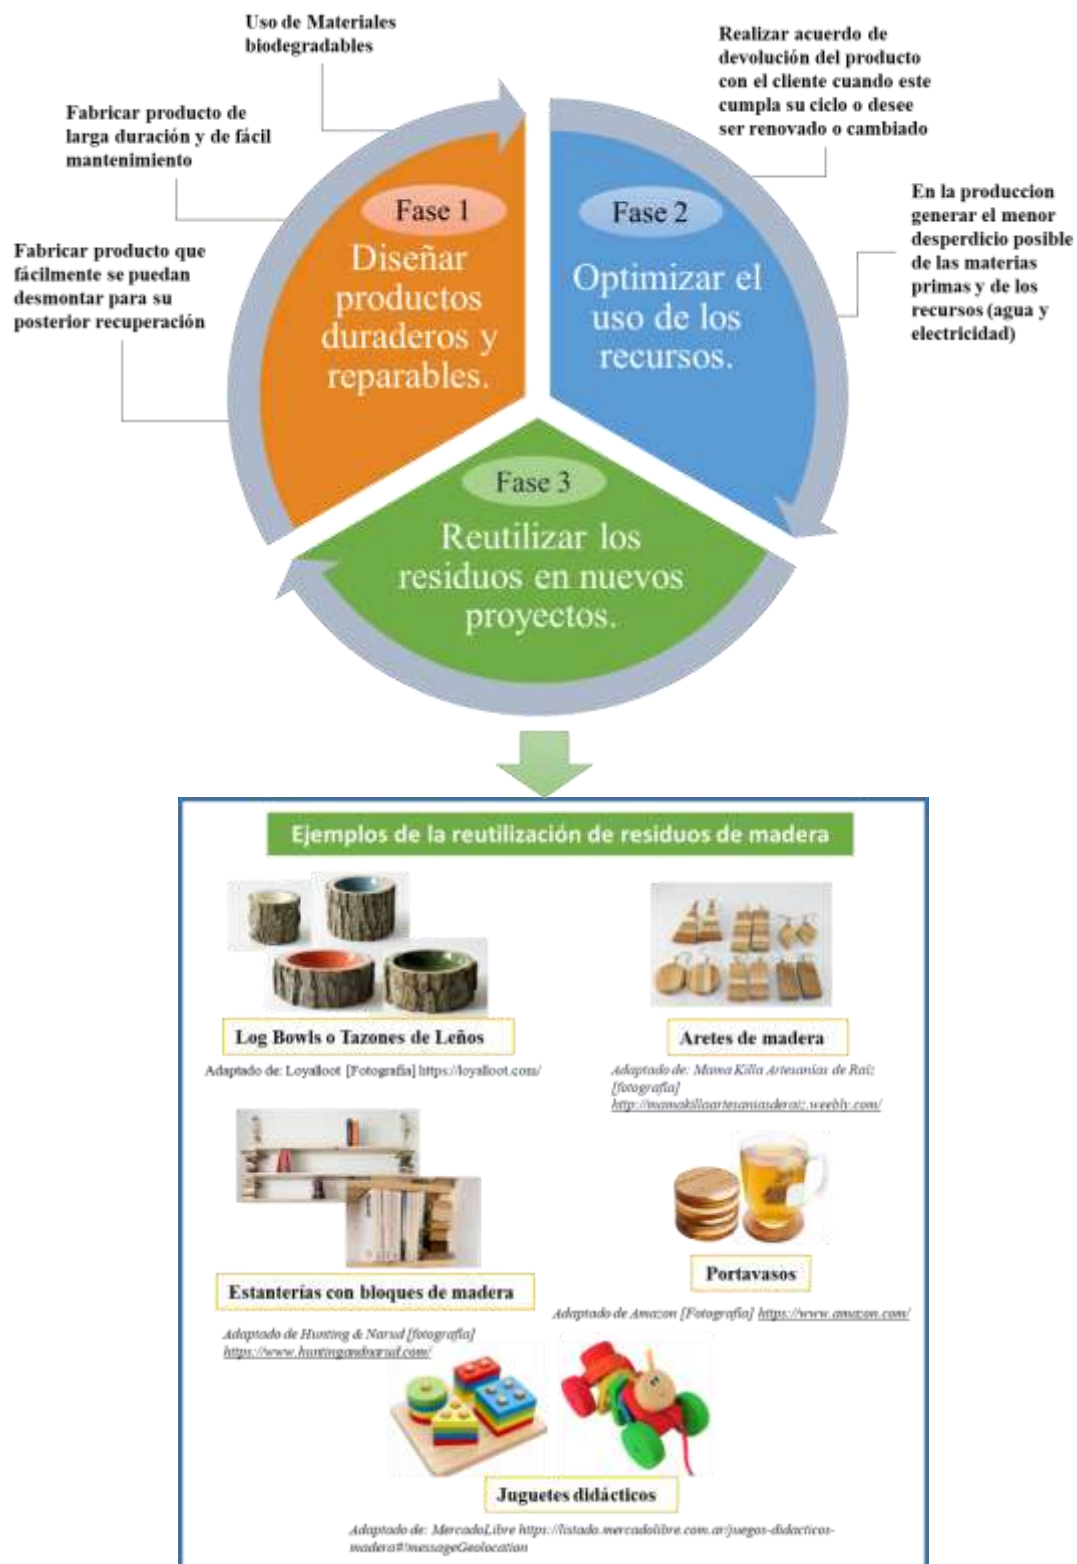 Uso de Materiales
biodegradables
Fabricar producto de
larga duración y de fácil
mantenimiento
Fabricar producto que
fácilmente se puedan
desmontar para su
posterior recuperación
Realizar acuerdo de
devolución del producto
con el cliente cuando este
cumpla su ciclo o desee
ser renovado o cambiado
En la produccion
generar el menor
desperdicio posible
de las materias
primas y de los
recursos (agua y
electricidad)
Fase 1
Diseñar
productos
duraderos y
reparables.
Fase 2
Optimizar el
uso de los
recursos.
Fase 3
Reutilizar los
residuos en nuevos
proyectos.
Ejemplos de la reutilización de residuos de madera
Log Bowls o Tazones de Leños
Adaptado de: Loyalloot [Fotografía] https://loyalloot.com/
Aretes de madera
Adaptado de: Mama Killa Artesanías de Raíz
[fotografía]
http://mamakillaartesaniasderaiz.weebly.com/
Estanterías con bloques de madera
Adaptado de Hunting & Narud [fotografía]
https://www.huntingandnarud.com/
Portavasos
Adaptado de Amazon [Fotografía] https://www.amazon.com/
Juguetes didácticos
Adaptado de: MercadoLibre https://listado.mercadolibre.com.ar/juegos-didacticos-
madera#!messageGeolocation